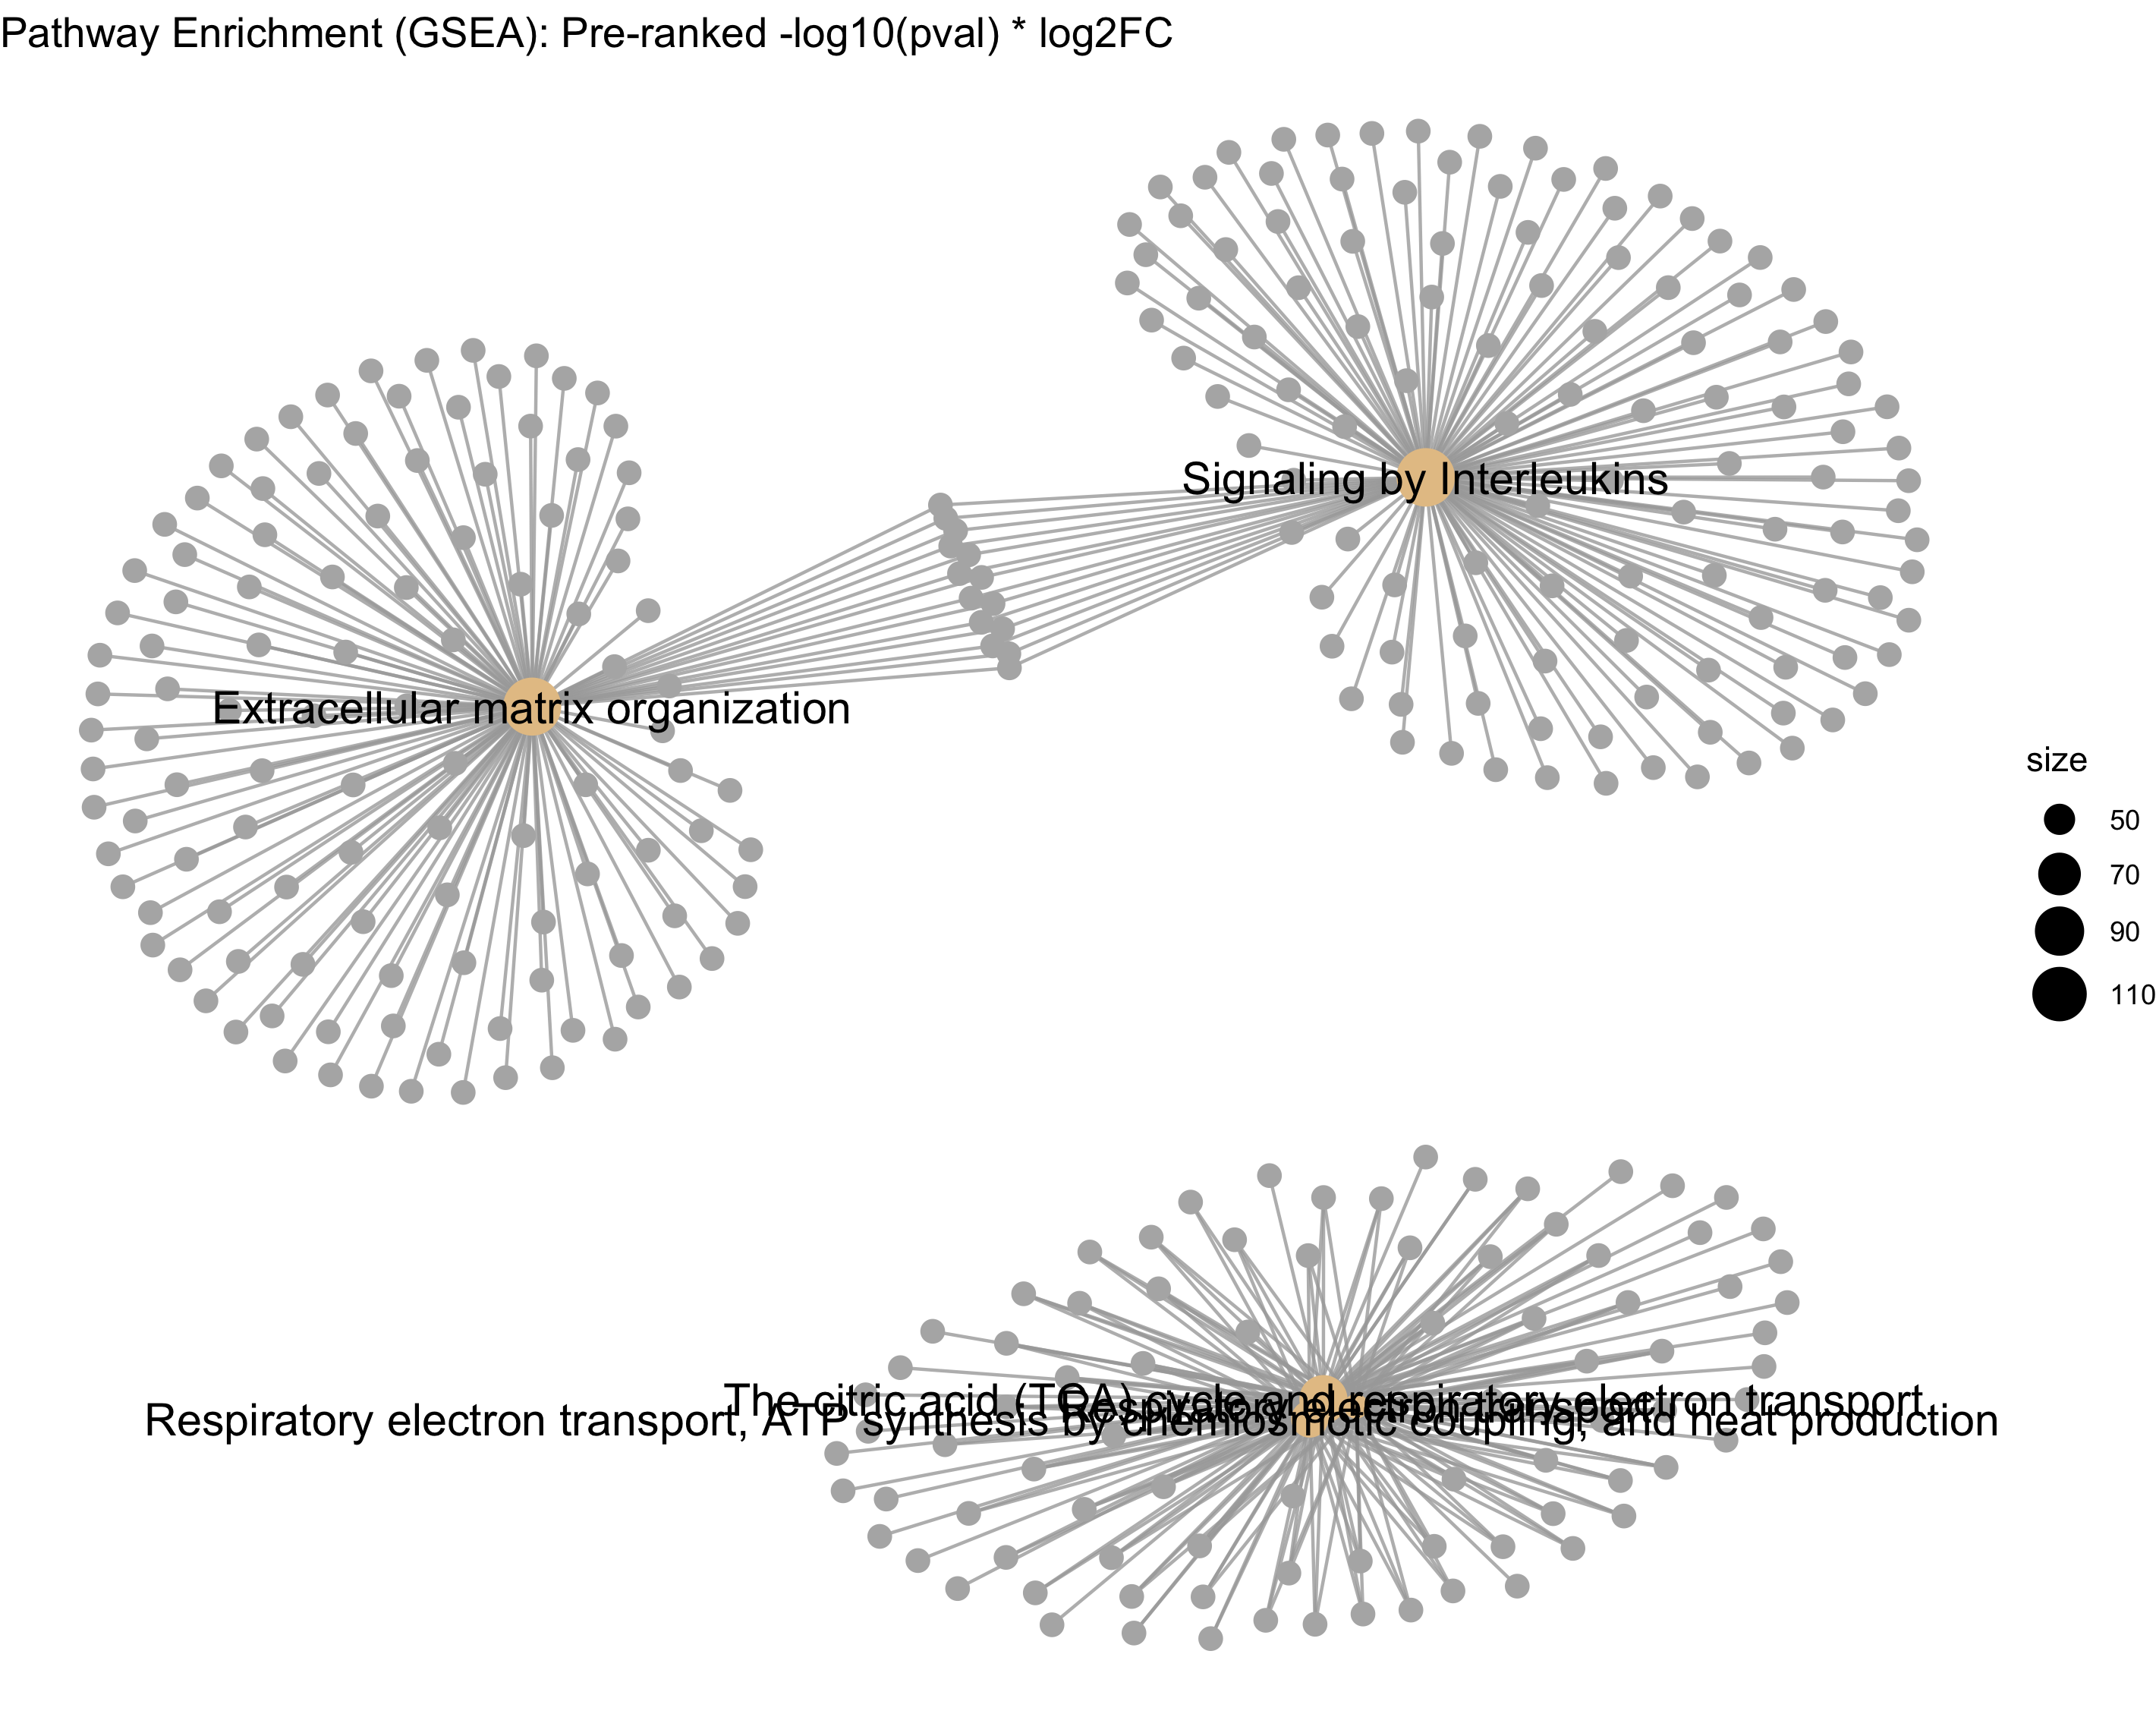 Pathway Enrichment (GSEA): Pre-ranked -log10(pval) * log2FC
Signaling by Interleukins
Extracellular matrix organization
size
50
70
90
110
The citric acid (TCA) cycle and respiratory electron transport
Respiratory electron transport
Respiratory electron transport, ATP synthesis by chemiosmotic coupling, and heat production